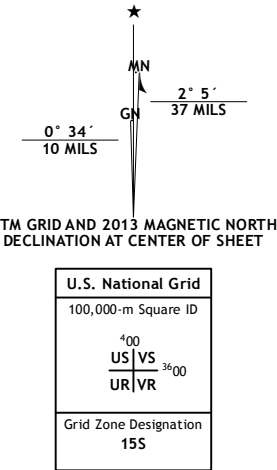 ★
MN
GN
2° 5´
37 MILS
0° 34´
10 MILS
TM GRID AND 2013 MAGNETIC NORTH
DECLINATION AT CENTER OF SHEET
U.S. National Grid
100,000-m Square ID
⁴00
US VS
³⁶00
UR VR
Grid Zone Designation
15S